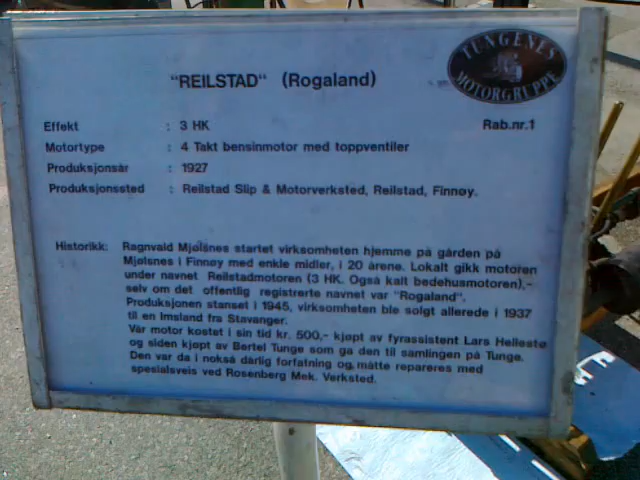 TUNGENES
MOTORGRUPPE
"REILSTAD" (Rogaland)
Rab.nr.1
Effekt : 3 HK
Motortype : 4 Takt bensinmotor med toppventiler
Produksjonsår : 1927
Produksjonssted : Reilstad Slip & Motorverksted, Reilstad, Finnøy.
Historikk: Ragnvald Mjølsnes startet virksomheten hjemme på gården på
Mjølsnes i Finnøy med enkle midler, i 20 årene. Lokalt gikk motoren
under navnet Reilstadmotoren (3 HK. Også kalt bedehusmotoren),-
selv om det offentlig registrerte navnet var "Rogaland".
Produksjonen stanset i 1945, virksomheten ble solgt allerede i 1937
til en Imsland fra Stavanger.
Vår motor kostet i sin tid kr. 500,- kjøpt av fyrassistent Lars Hellestø
og siden kjøpt av Bertel Tunge som ga den til samlingen på Tunge.
Den var da i nokså dårlig forfatning og måtte repareres med
spesialsveis ved Rosenberg Mek. Verksted.